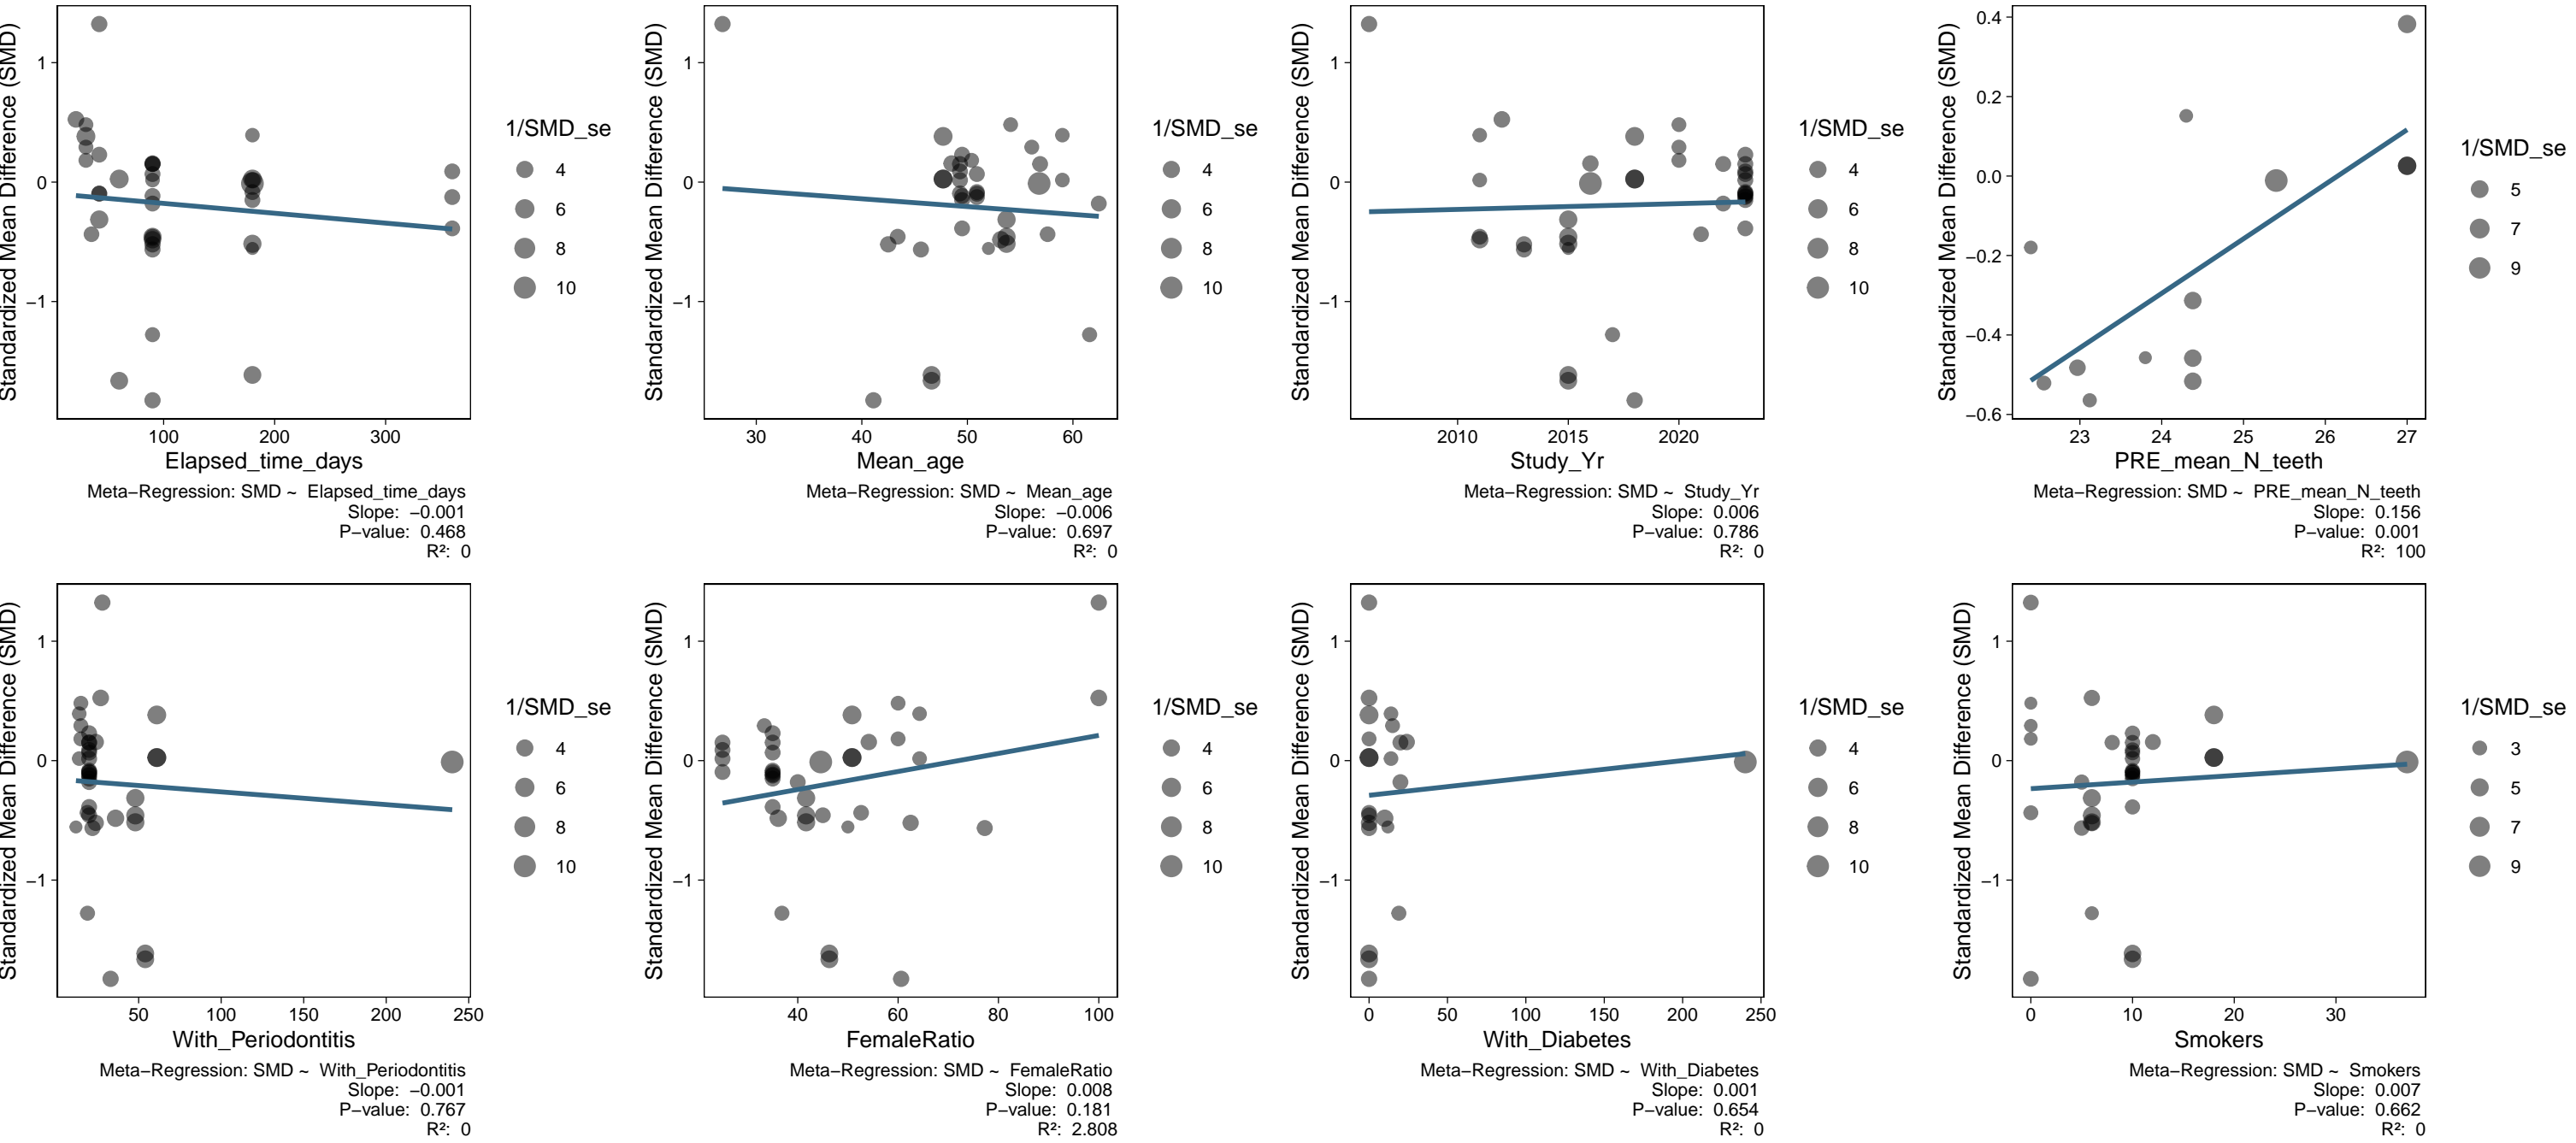 Standardized Mean Difference (SMD)
1
0
−1
100
200
300
Elapsed_time_days
Meta−Regression: SMD ~ Elapsed_time_days
Slope: −0.001
P−value: 0.468
R²: 0
1/SMD_se
4
6
8
10
Standardized Mean Difference (SMD)
1
0
−1
30
40
50
60
Mean_age
Meta−Regression: SMD ~ Mean_age
Slope: −0.006
P−value: 0.697
R²: 0
1/SMD_se
4
6
8
10
Standardized Mean Difference (SMD)
1
0
−1
2010
2015
2020
Study_Yr
Meta−Regression: SMD ~ Study_Yr
Slope: 0.006
P−value: 0.786
R²: 0
1/SMD_se
4
6
8
10
Standardized Mean Difference (SMD)
0.4
0.2
0.0
−0.2
−0.4
−0.6
23
24
25
26
27
PRE_mean_N_teeth
Meta−Regression: SMD ~ PRE_mean_N_teeth
Slope: 0.156
P−value: 0.001
R²: 100
1/SMD_se
5
7
9
Standardized Mean Difference (SMD)
1
0
−1
50
100
150
200
250
With_Periodontitis
Meta−Regression: SMD ~ With_Periodontitis
Slope: −0.001
P−value: 0.767
R²: 0
1/SMD_se
4
6
8
10
Standardized Mean Difference (SMD)
1
0
−1
40
60
80
100
FemaleRatio
Meta−Regression: SMD ~ FemaleRatio
Slope: 0.008
P−value: 0.181
R²: 2.808
1/SMD_se
4
6
8
10
Standardized Mean Difference (SMD)
1
0
−1
0
50
100
150
200
250
With_Diabetes
Meta−Regression: SMD ~ With_Diabetes
Slope: 0.001
P−value: 0.654
R²: 0
1/SMD_se
4
6
8
10
Standardized Mean Difference (SMD)
1
0
−1
0
10
20
30
Smokers
Meta−Regression: SMD ~ Smokers
Slope: 0.007
P−value: 0.662
R²: 0
1/SMD_se
3
5
7
9